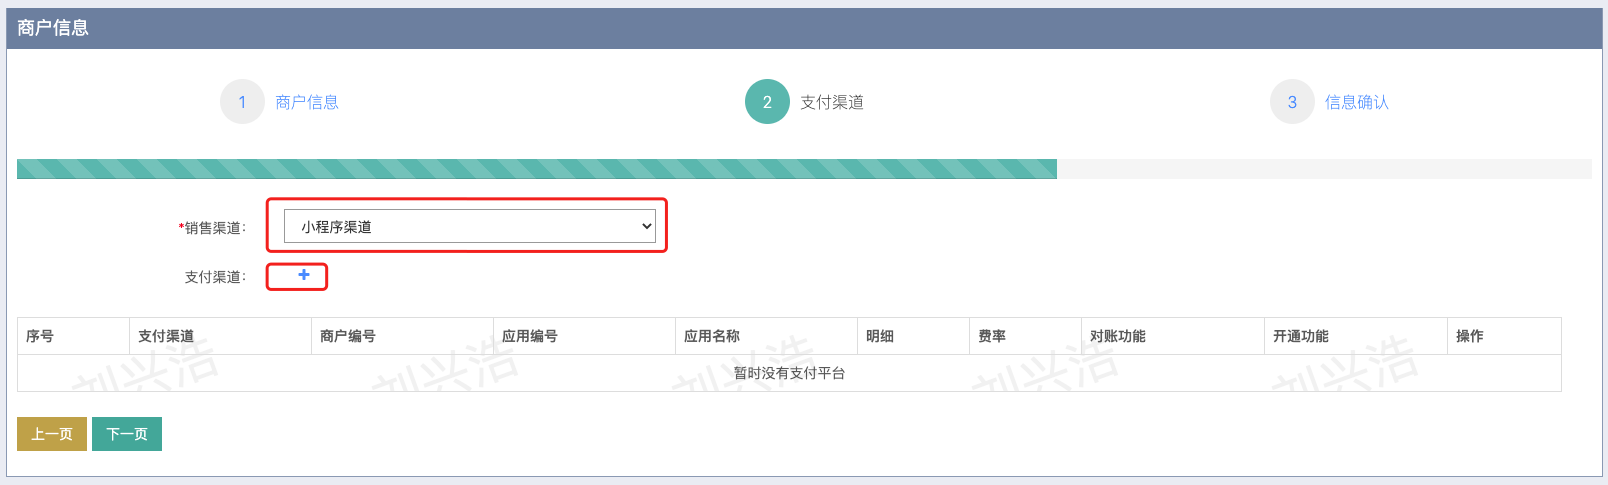 商户信息
1 商户信息 2 支付渠道 3 信息确认
*销售渠道: 小程序渠道
支付渠道: +
序号 支付渠道 商户编号 应用编号 应用名称 明细 费率 对账功能 开通功能 操作
暂时没有支付平台
刘兴浩 刘兴浩 刘兴浩 刘兴浩 刘兴浩
上一页 下一页